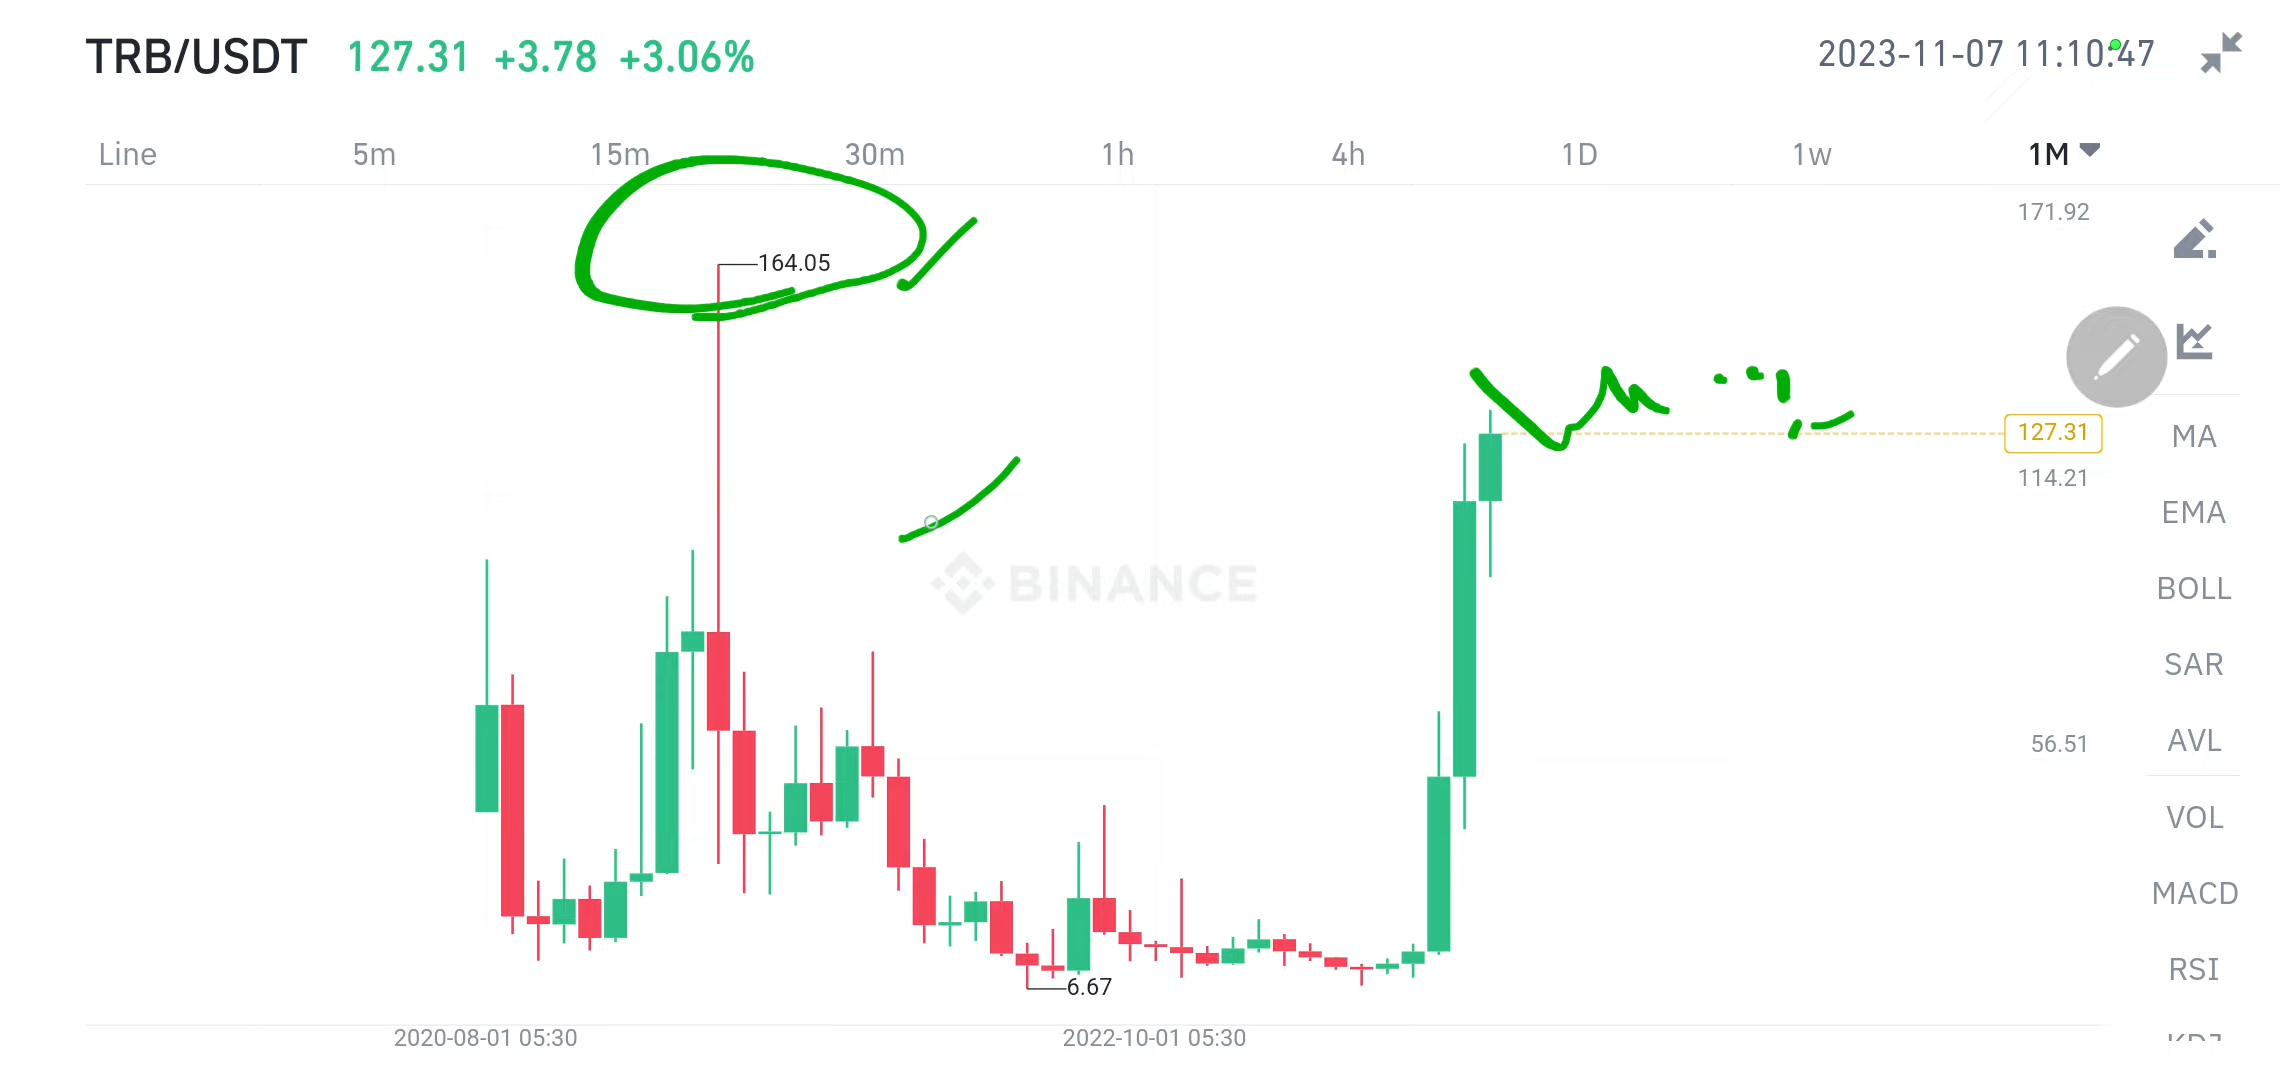 TRB/USDT 127.31 +3.78 +3.06% 2023-11-07 11:10:47
Line 5m 15m 30m 1h 4h 1D 1w 1M
171.92
164.05
127.31
114.21
MA
EMA
BINANCE
BOLL
SAR
56.51
AVL
VOL
MACD
RSI
6.67
2020-08-01 05:30 2022-10-01 05:30